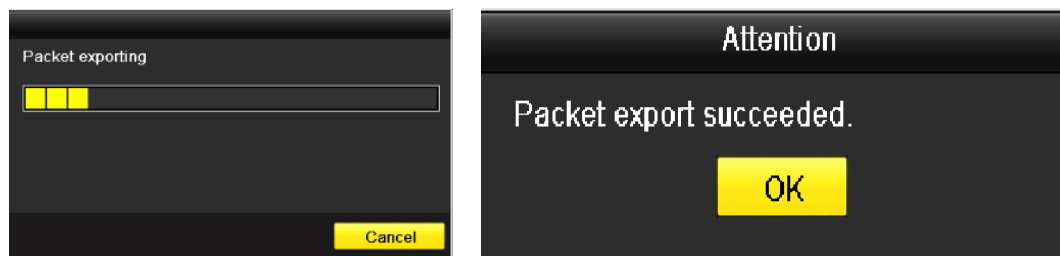 Packet exporting
Cancel
Attention
Packet export succeeded.
OK